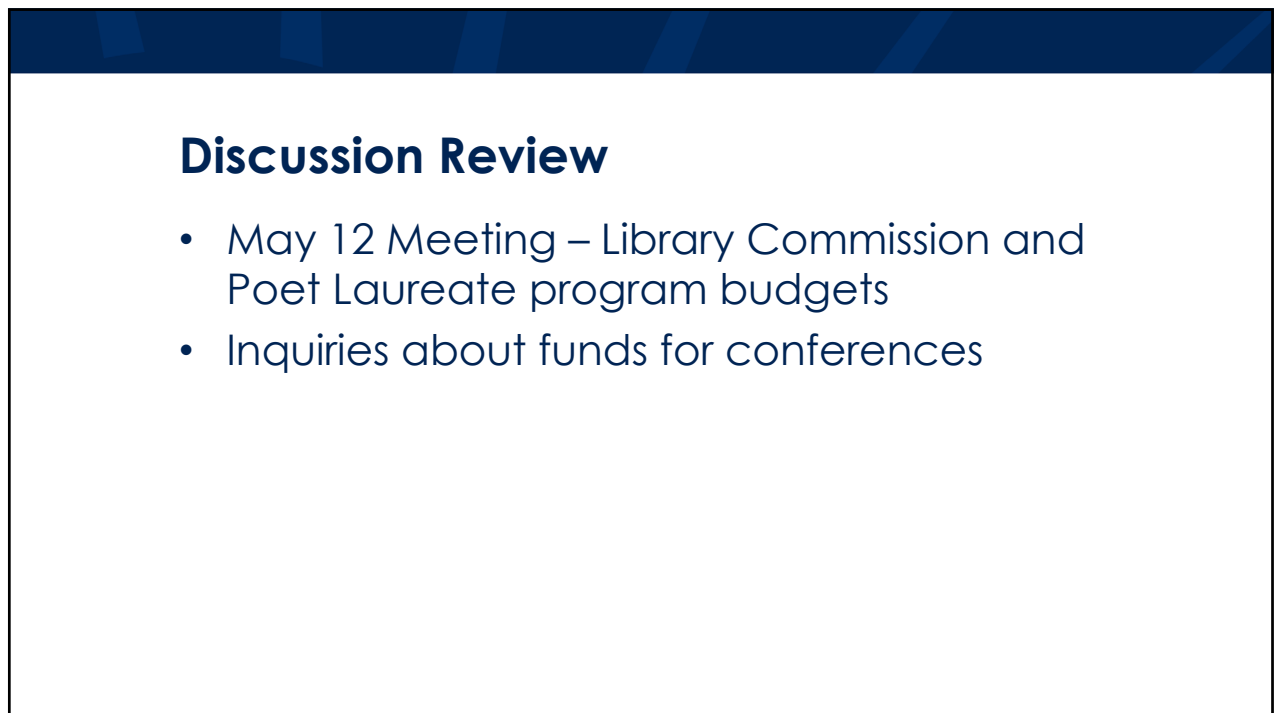 Discussion Review
• May 12 Meeting – Library Commission and
Poet Laureate program budgets
• Inquiries about funds for conferences